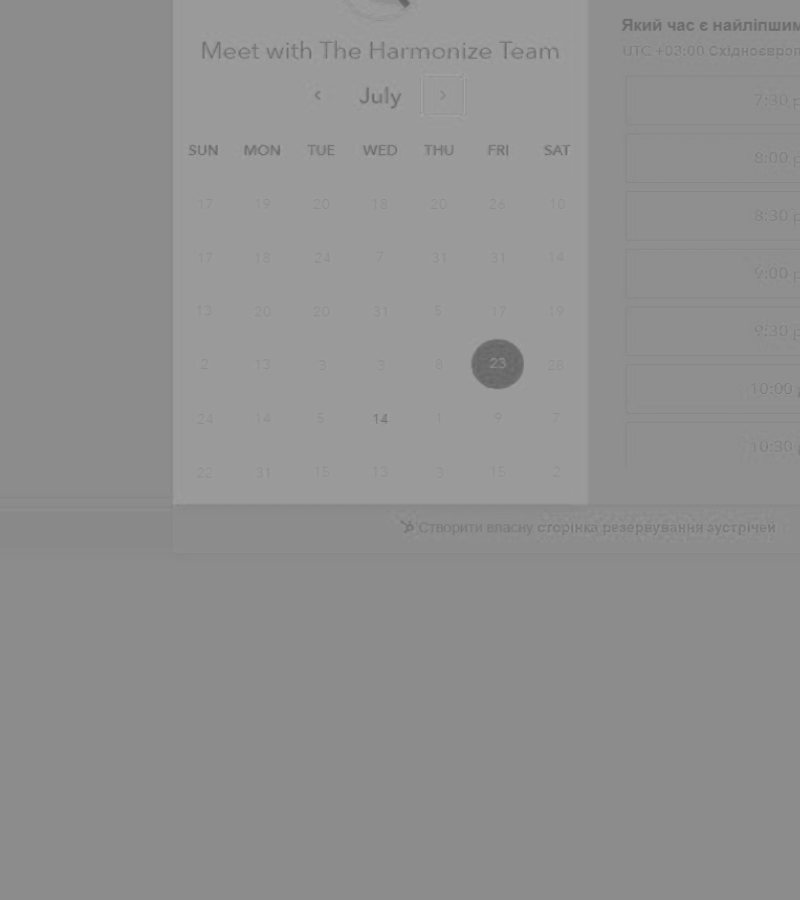 Meet with The Harmonize Team
‹ July ›
SUN MON TUE WED THU FRI SAT
17 19 20 18 20 26 10
17 18 24 7 31 31 14
13 20 20 31 5 17 19
2 13 3 3 8 23 28
24 14 5 14 1 9 7
22 31 15 13 3 15 2
Який час є найліпшим
UTC +03:00
7:30 p
8:00 p
8:30 p
9:00 p
9:30 p
10:00 p
10:30 p
Створити власну сторінка резервування зустрічей